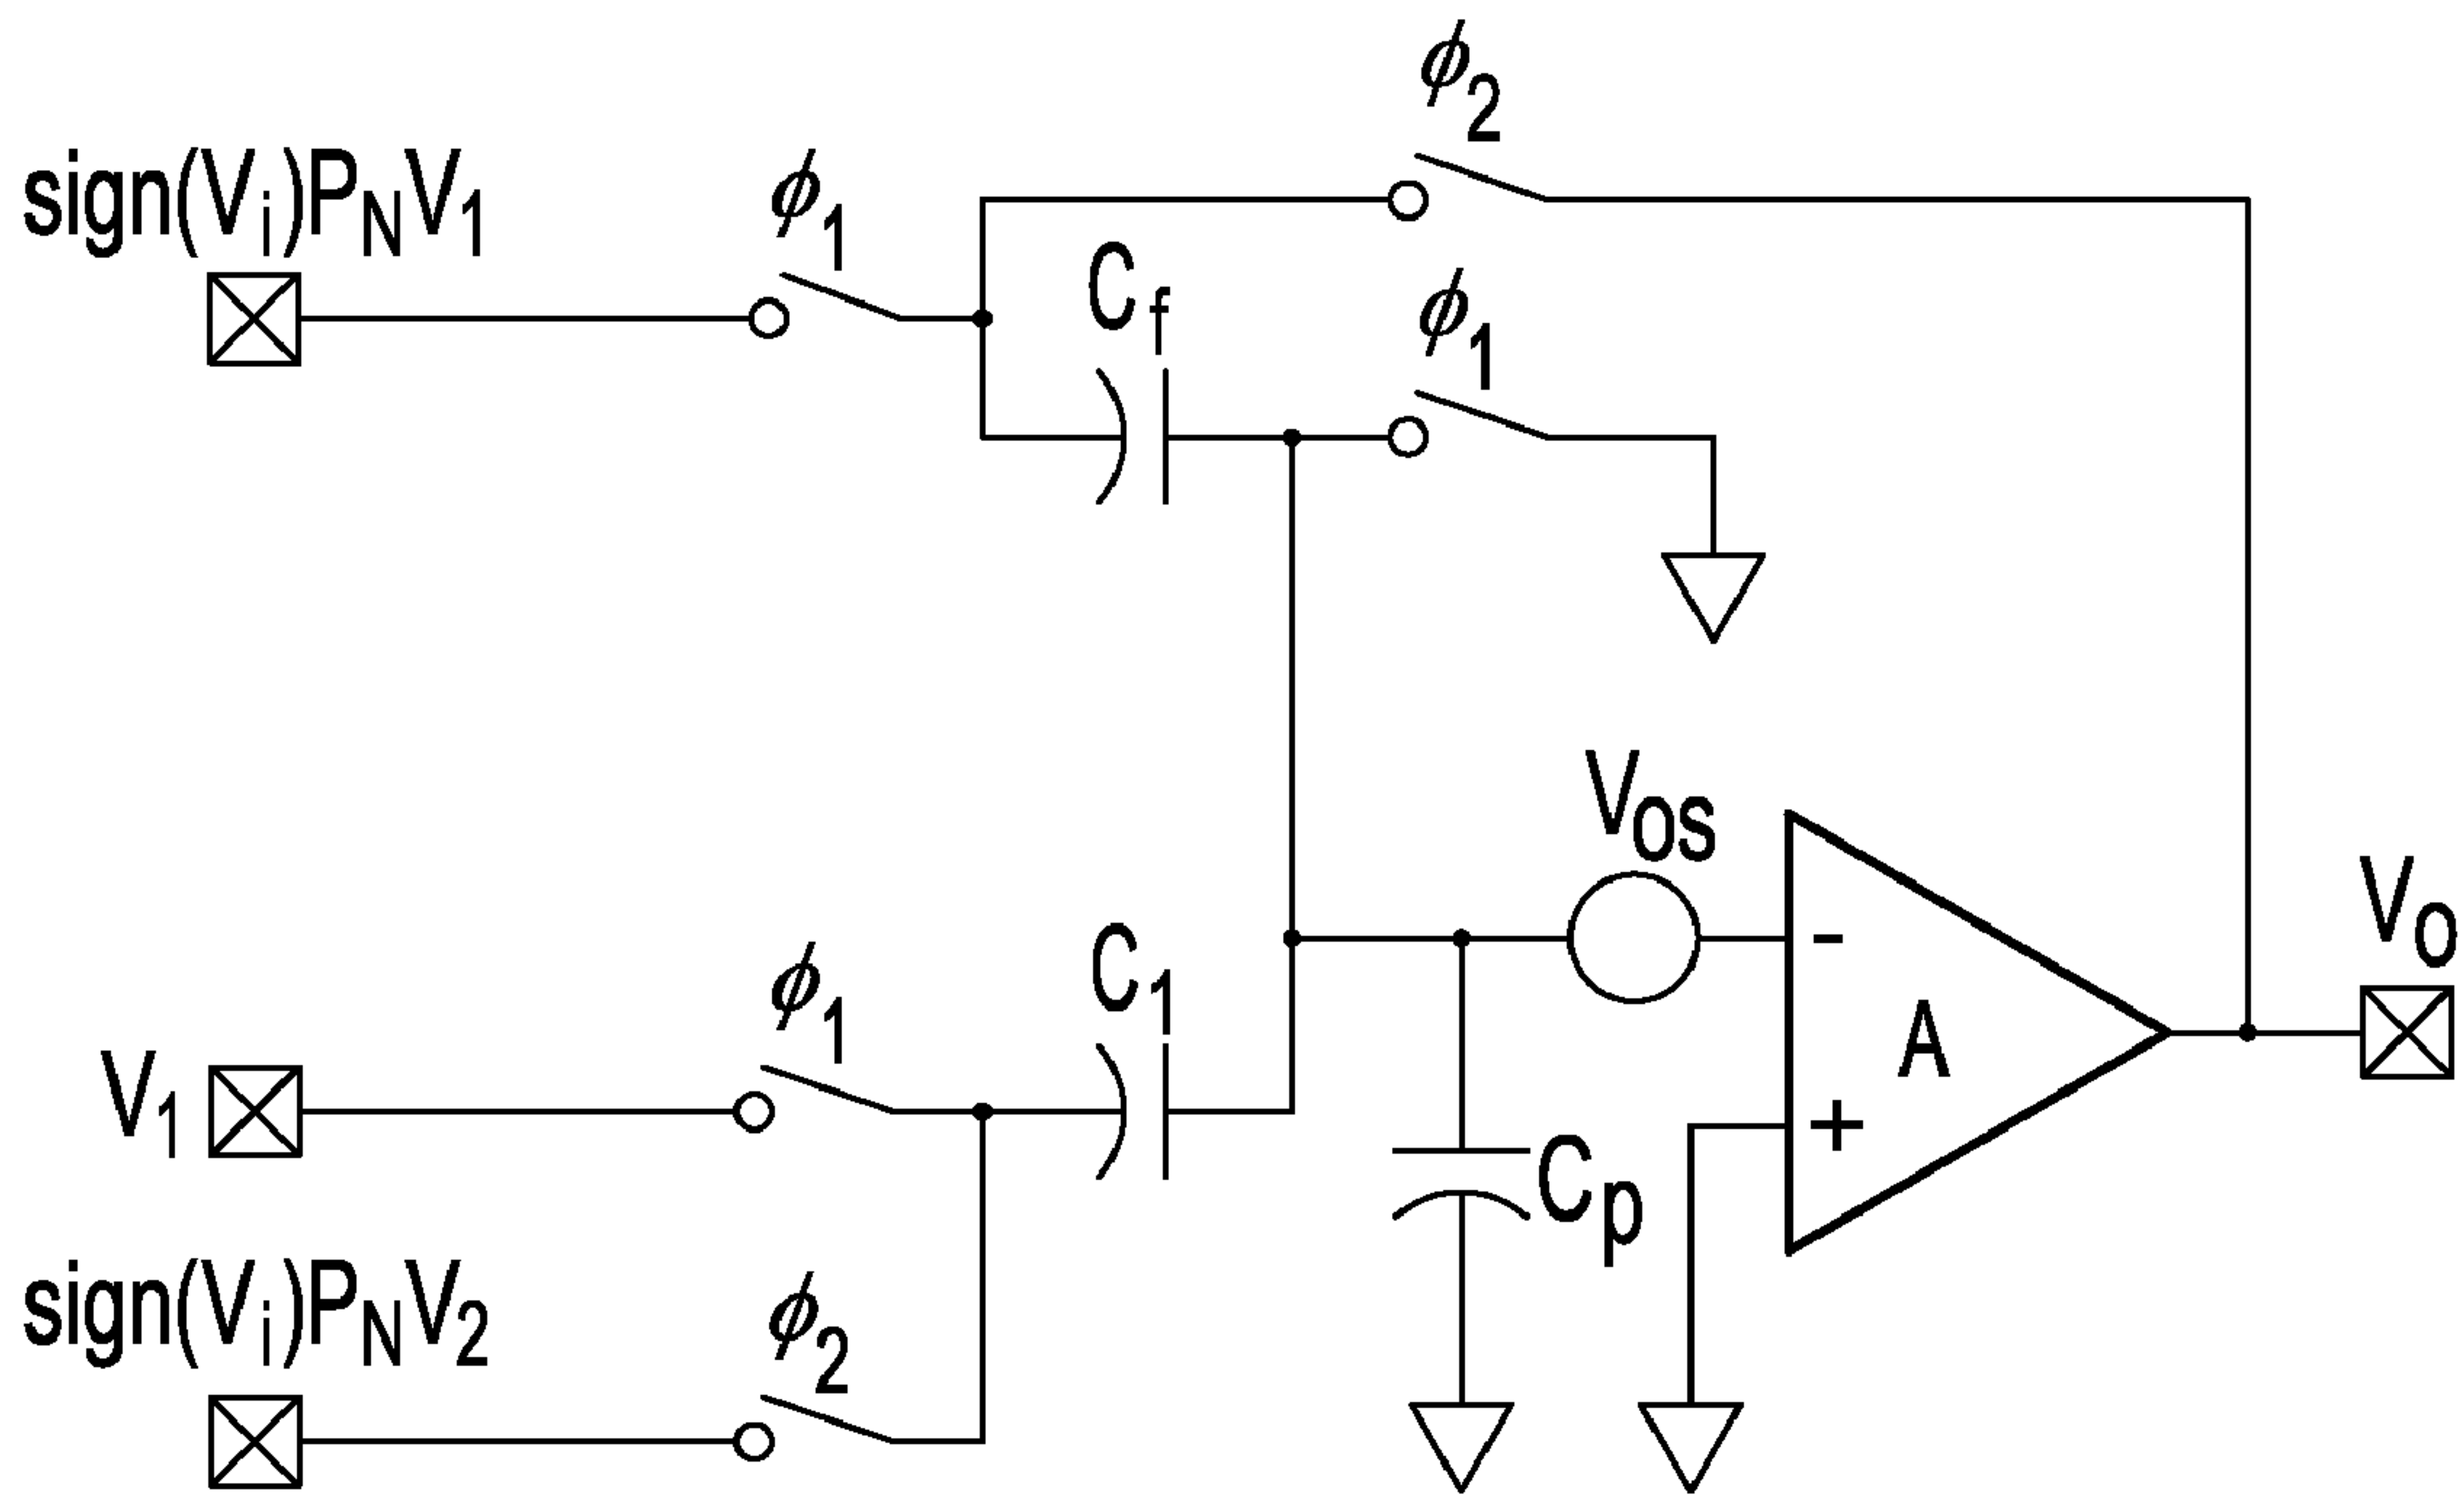 ϕ2
sign(Vi)PNV1
ϕ1
Cf
ϕ1
VOS
VO
-
A
+
C1
ϕ1
V1
Cp
sign(Vi)PNV2
ϕ2